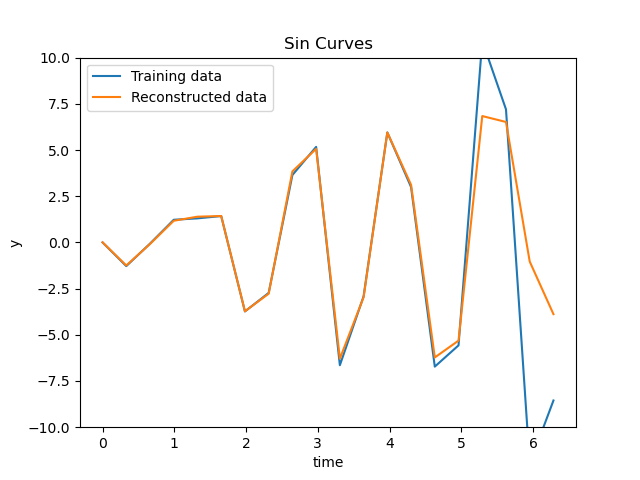 Sin Curves
Training data
Reconstructed data
10.0
7.5
5.0
2.5
0.0
−2.5
−5.0
−7.5
−10.0
y
0 1 2 3 4 5 6
time